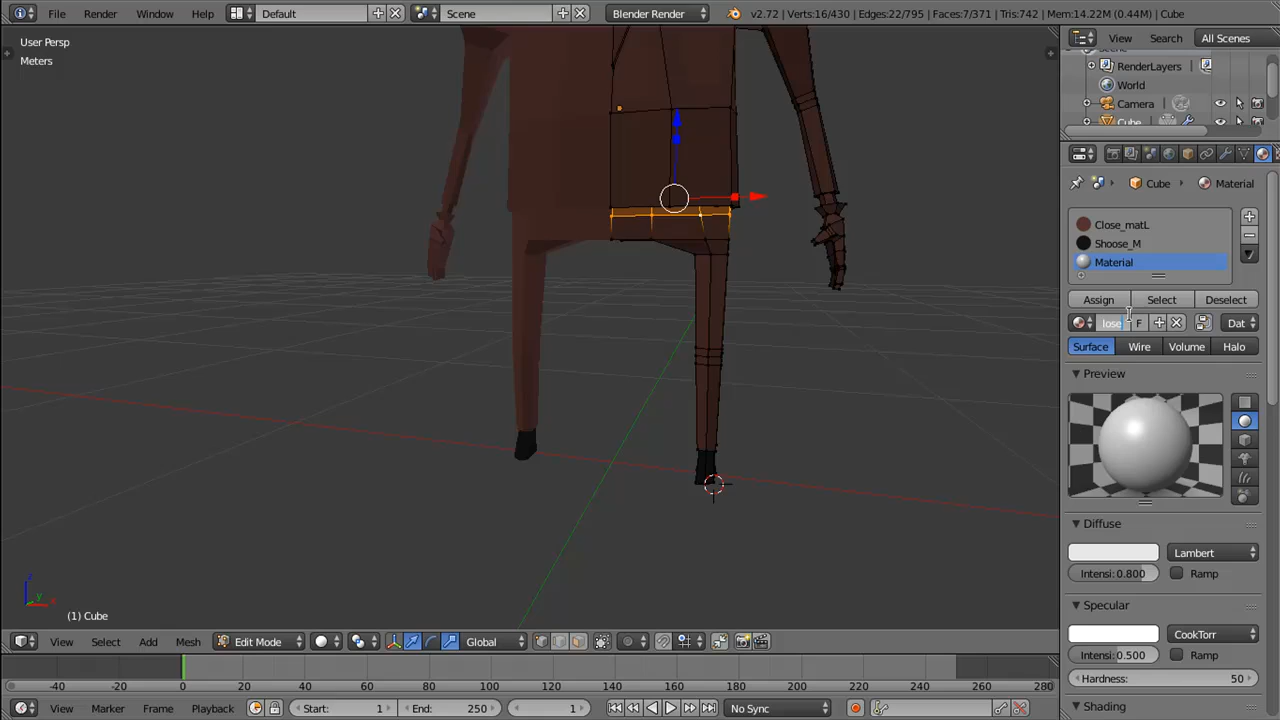 File Render Window Help Default Scene Blender Render v2.72 | Verts:16/430 | Edges:22/795 | Faces:7/371 | Tris:742 | Mem:14.22M (0.44M) | Cube
User Persp
Meters
View Search All Scenes
RenderLayers
World
Camera
Cube
Cube Material
Close_matL
Shoose_M
Material
Assign Select Deselect
lose F Dat
Surface Wire Volume Halo
Preview
Diffuse
Lambert
Intensi: 0.800 Ramp
Specular
CookTorr
Intensi: 0.500 Ramp
Hardness: 50
Shading
z
y
x
(1) Cube
View Select Add Mesh Edit Mode Global
-40 -20 0 20 40 60 80 100 120 140 160 180 200 220 240 260 280
View Marker Frame Playback Start: 1 End: 250 1 No Sync